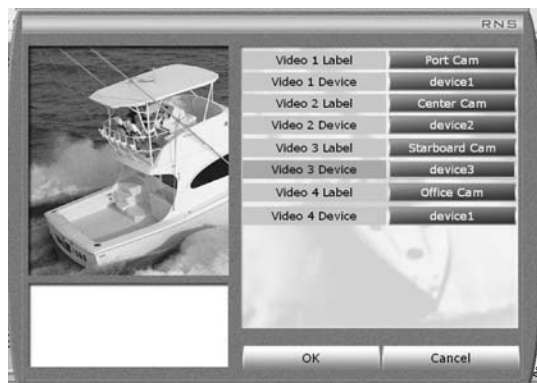 RNS
Video 1 Label Port Cam
Video 1 Device device1
Video 2 Label Center Cam
Video 2 Device device2
Video 3 Label Starboard Cam
Video 3 Device device3
Video 4 Label Office Cam
Video 4 Device device1
OK Cancel